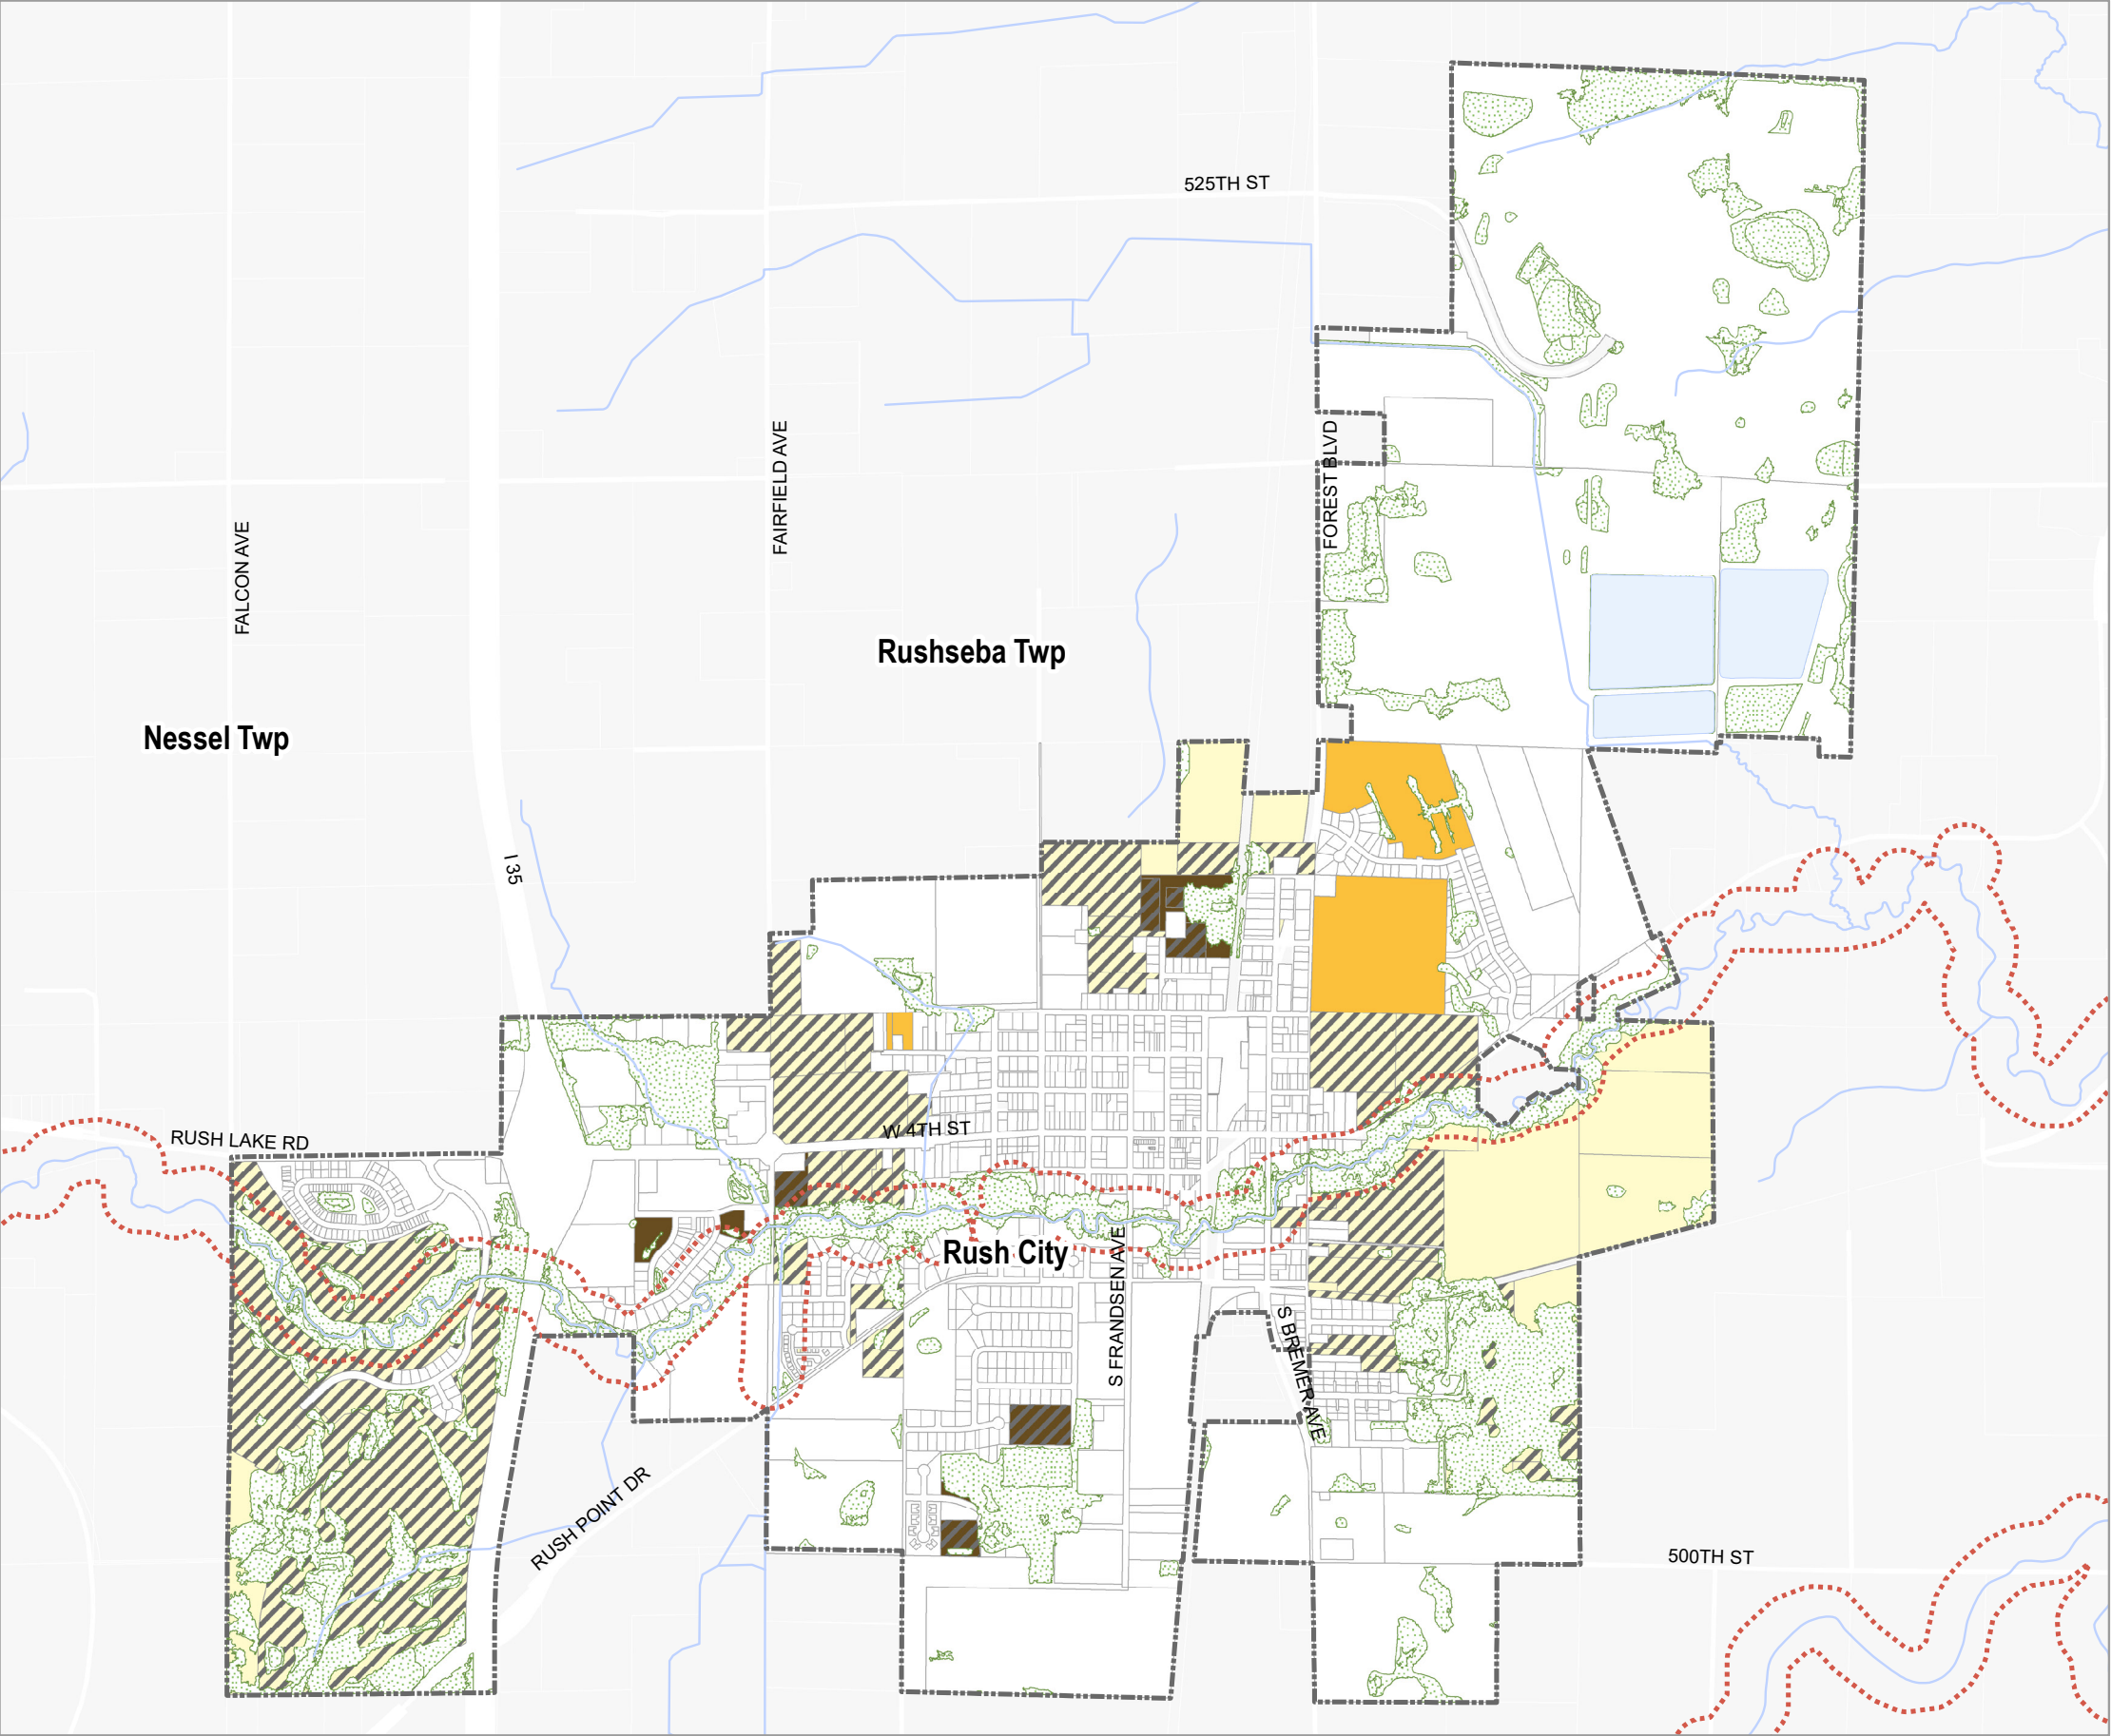 525TH ST
FOREST BLVD
FAIRFIELD AVE
FALCON AVE
Rushseba Twp
Nessel Twp
I 35
RUSH LAKE RD
W 4TH ST
Rush City
S FRANDSEN AVE
S BREMER AVE
RUSH POINT DR
500TH ST